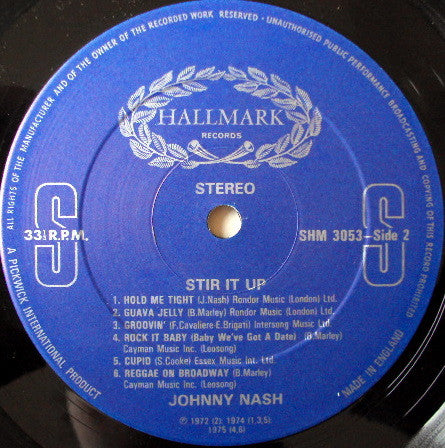 ALL RIGHTS OF THE MANUFACTURER AND OF THE OWNER OF THE RECORDED WORK RESERVED - UNAUTHORISED PUBLIC PERFORMANCE BROADCASTING AND COPYING OF THIS RECORD PROHIBITED
HALLMARK
RECORDS
STEREO
S
S
33⅓ R.P.M.
SHM 3053-Side 2
STIR IT UP
1. HOLD ME TIGHT (J.Nash) Rondor Music (London) Ltd.
2. GUAVA JELLY (B.Marley) Rondor Music (London) Ltd.
3. GROOVIN' (F.Cavaliere E.Brigati) Intersong Music Ltd.
4. ROCK IT BABY (Baby We've Got A Date) (B.Marley)
Cayman Music Inc. (Leosong)
5. CUPID (S.Cooke) Essex Music Int. Ltd.
6. REGGAE ON BROADWAY (B.Marley)
Cayman Music Inc. (Leosong)
JOHNNY NASH
℗ 1972 (2), 1974 (1,3,5)
1975 (4,6)
A PICKWICK INTERNATIONAL PRODUCT
MADE IN ENGLAND